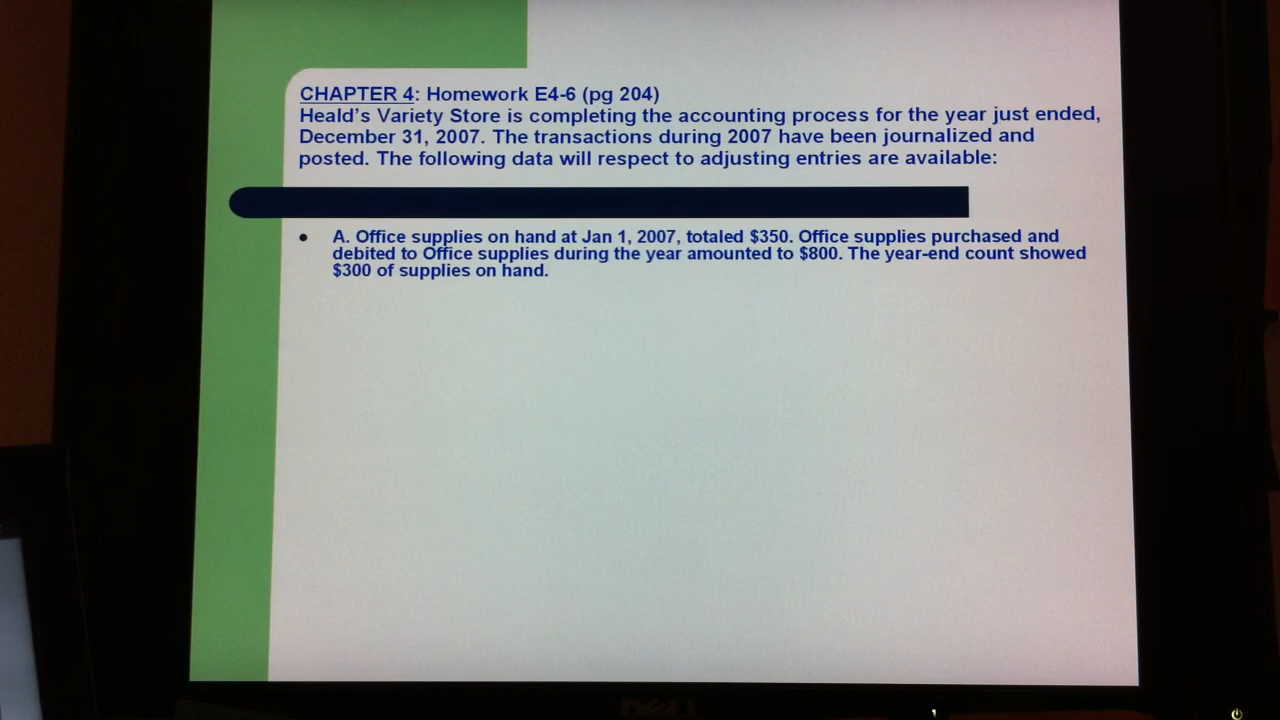 CHAPTER 4: Homework E4-6 (pg 204)
Heald's Variety Store is completing the accounting process for the year just ended,
December 31, 2007. The transactions during 2007 have been journalized and
posted. The following data will respect to adjusting entries are available:
• A. Office supplies on hand at Jan 1, 2007, totaled $350. Office supplies purchased and
debited to Office supplies during the year amounted to $800. The year-end count showed
$300 of supplies on hand.
DELL